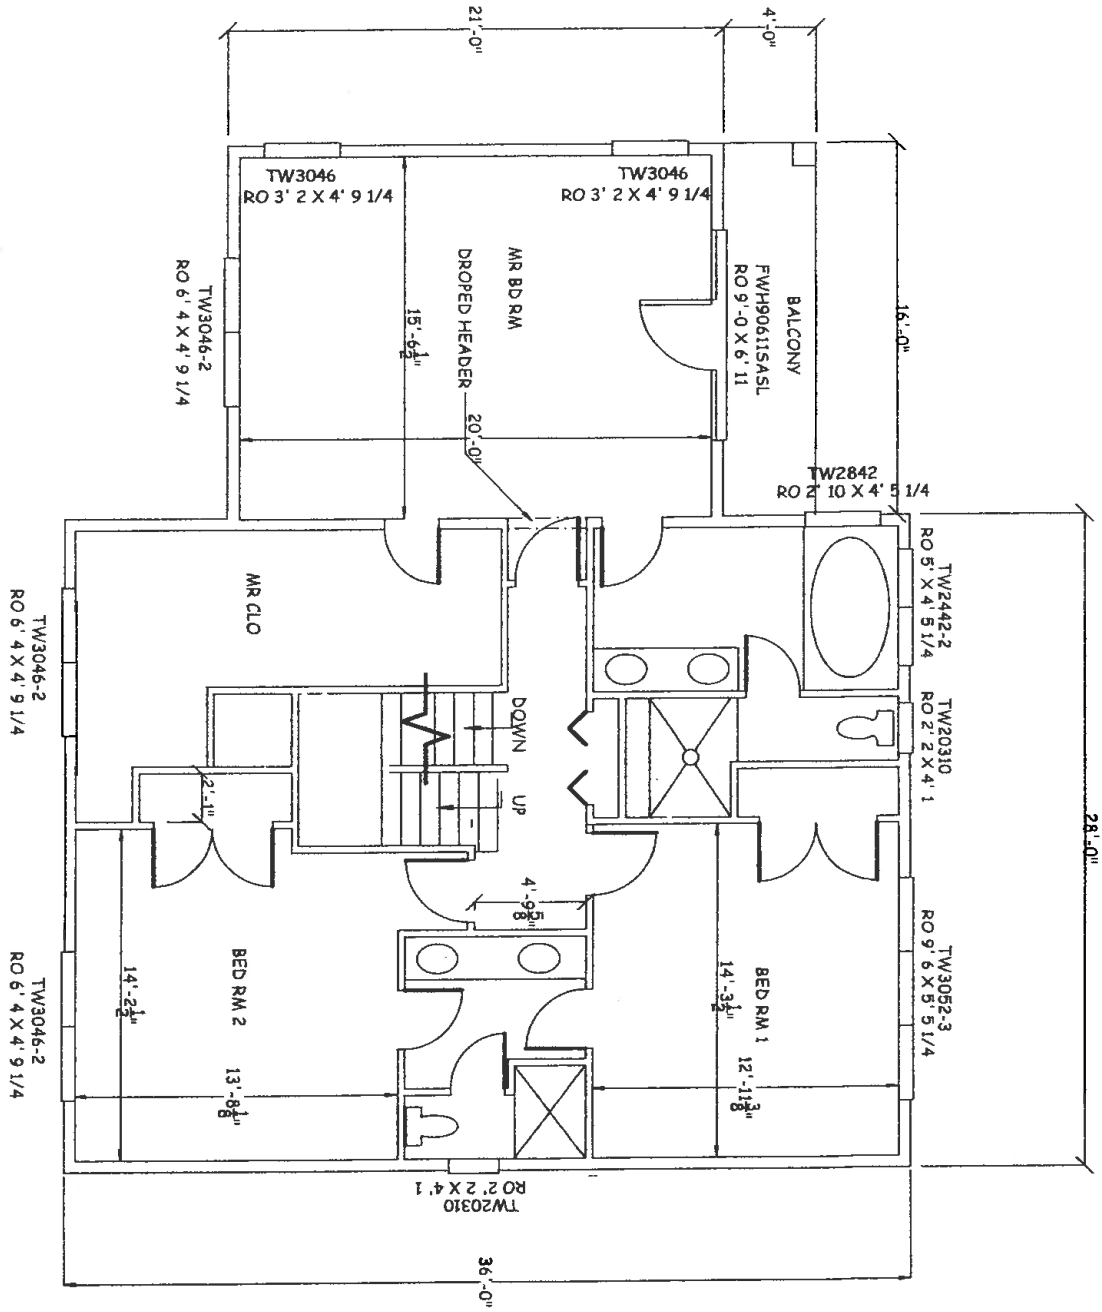 21'-0"
4'-0"
TW3046
RO 3' 2 X 4' 9 1/4
TW3046
RO 3' 2 X 4' 9 1/4
TW3046-2
RO 6' 4 X 4' 9 1/4
15'-6 1/2"
MR BD RM
DROPED HEADER
20'-0"
BALCONY
FWH90611SASL
RO 9'-0 X 6' 11
16'-0"
TW2842
RO 2' 10 X 4' 5 1/4
TW2442-2
RO 5' X 4' 5 1/4
TW20310
RO 2' 2 X 4' 1
MR CLO
DOWN
UP
TW3046-2
RO 6' 4 X 4' 9 1/4
2'-1"
28'-0"
4'-9 5/8"
BED RM 2
14'-2 1/2"
13'-8 1/8"
BED RM 1
14'-3 1/2"
12'-11 3/8"
TW3052-3
RO 9' 6 X 5' 5 1/4
TW3046-2
RO 6' 4 X 4' 9 1/4
TW20310
RO 2' 2 X 4' 1
36'-0"